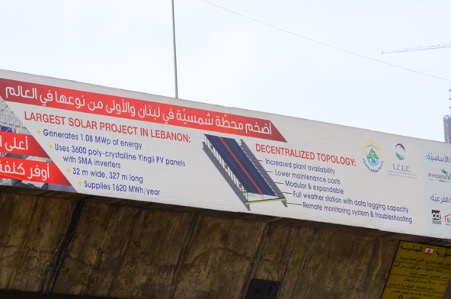 أضخم محطة شمسيّة في لبنان والأولى من نوعها في العالم
LARGEST SOLAR PROJECT IN LEBANON:
Generates 1.08 MWp of energy
Uses 3600 poly-crystalline Yingli PV panels
with SMA inverters
32 m wide, 327 m long
Supplies 1620 MWh/year
أعلى
أوفر كلفة
DECENTRALIZED TOPOLOGY:
Increased plant availability
Lower maintenance costs
Modular & expandable
Full weather station with data logging capacity
Remote monitoring system & troubleshooting